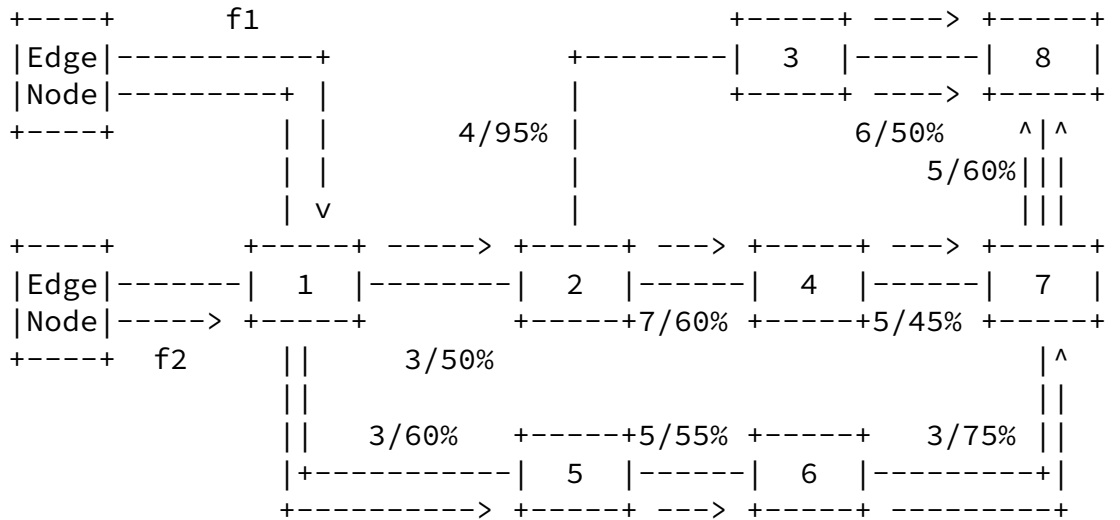 +----+      f1                          +-----+ ----> +-----+
|Edge|-----------+             +--------|  3  |-------|  8  |
|Node|---------+ |             |        +-----+ ----> +-----+
+----+         | |       4/95% |               6/50%    ^|^
               | |             |                   5/60%|||
               | v             |                        |||
+----+       +-----+ -----> +-----+ ---> +-----+ ---> +-----+
|Edge|-------|  1  |--------|  2  |------|  4  |------|  7  |
|Node|-----> +-----+        +-----+7/60% +-----+5/45% +-----+
+----+  f2     ||     3/50%                              |^
               ||                                        ||
               ||   3/60%   +-----+5/55% +-----+   3/75% ||
               |+-----------|  5  |------|  6  |---------+|
               +----------> +-----+ ---> +-----+ ---------+